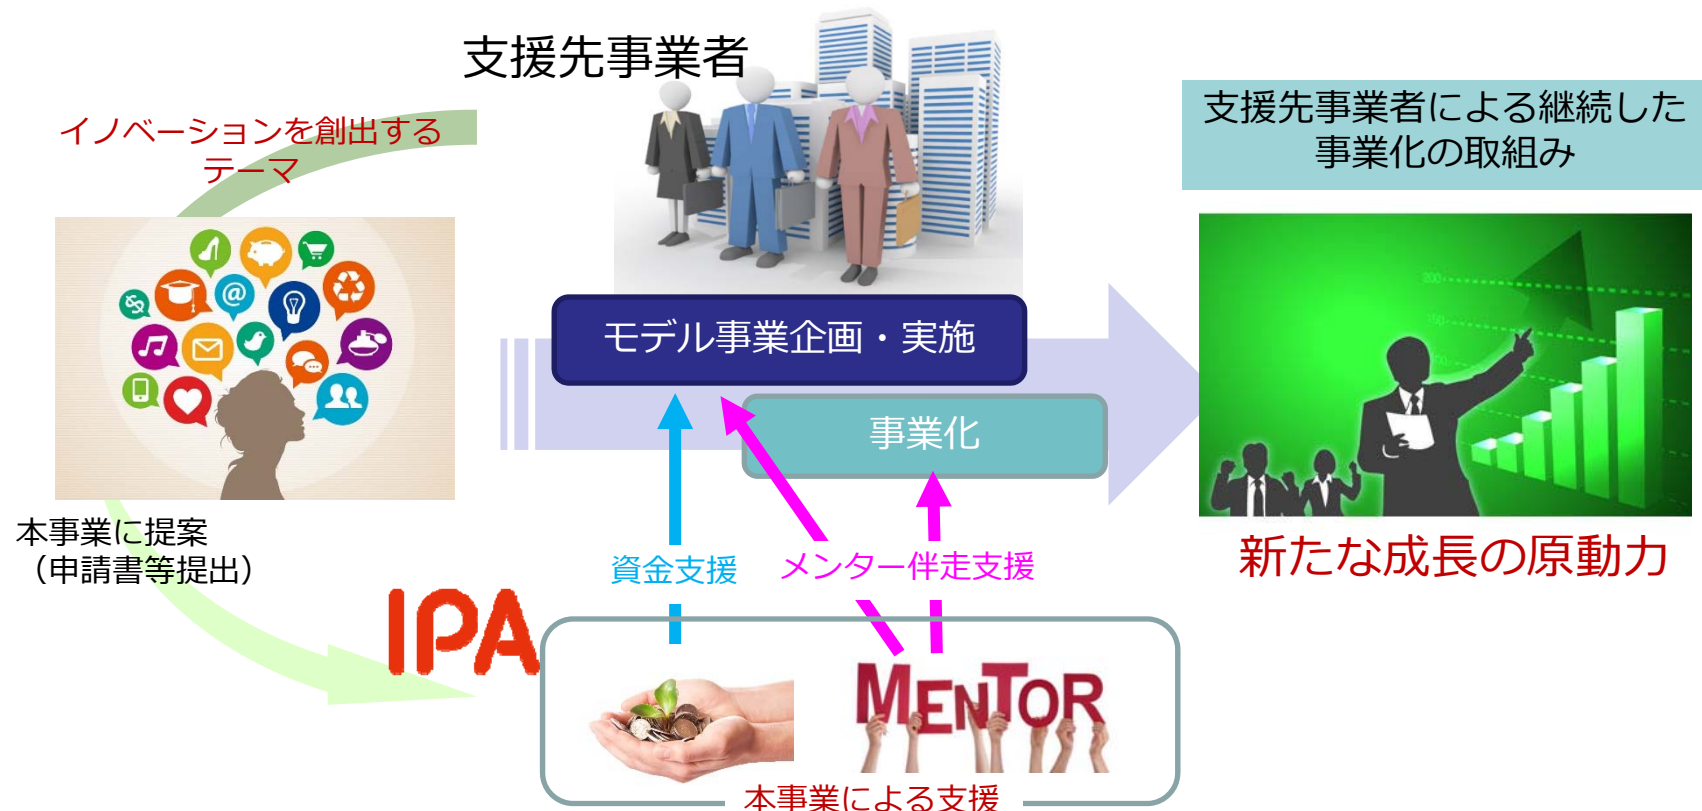 支援先事業者
イノベーションを創出する
テーマ
支援先事業者による継続した
事業化の取組み
モデル事業企画・実施
事業化
本事業に提案
（申請書等提出）
資金支援
メンター伴走支援
新たな成長の原動力
IPA
MENTOR
本事業による支援